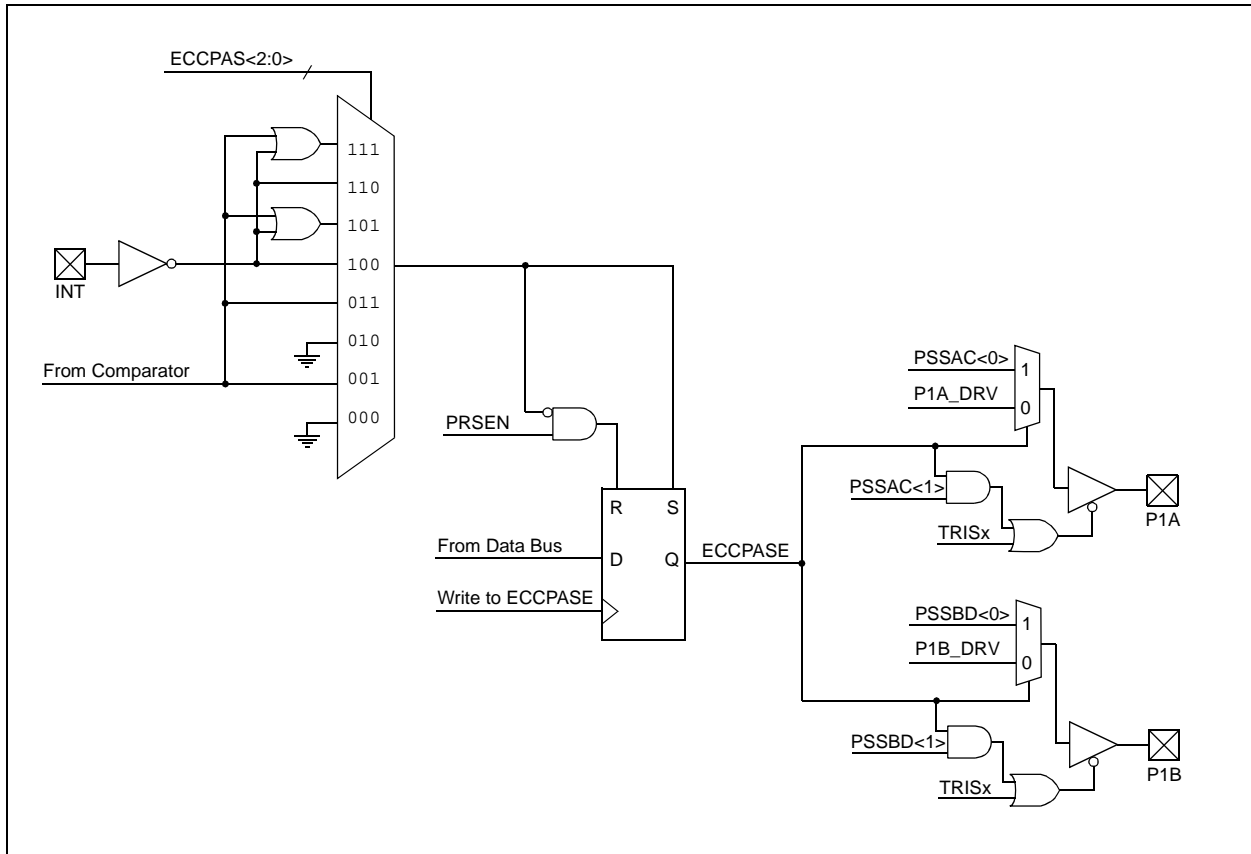 ECCPAS<2:0>
111
110
101
100
011
010
001
000
INT
From Comparator
PRSEN
R
S
D
Q
From Data Bus
Write to ECCPASE
ECCPASE
PSSAC<0>
1
P1A_DRV
0
PSSAC<1>
TRISx
P1A
PSSBD<0>
1
P1B_DRV
0
PSSBD<1>
TRISx
P1B